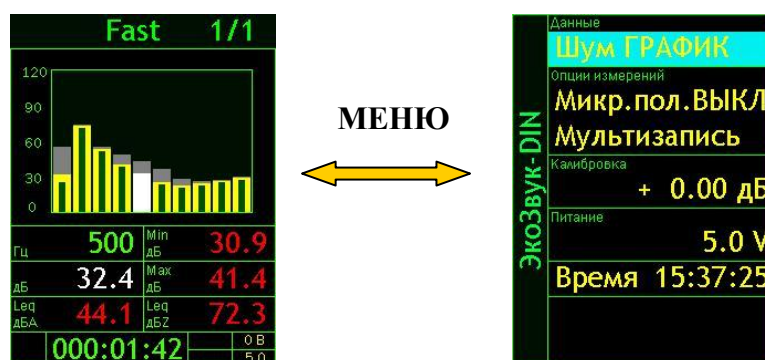 Fast 1/1
120
90
60
30
0
Гц 500 Min дБ 30.9
дБ 32.4 Max дБ 41.4
Leq дБА 44.1 Leq дБZ 72.3
000:01:42 0 В
5.0
МЕНЮ
ЭкоЗвук-DIN
Данные
Шум ГРАФИК
Опции измерений
Микр.пол.ВЫКЛ
Мультизапись
Калибровка
+ 0.00 дБ
Питание
5.0 V
Время 15:37:25